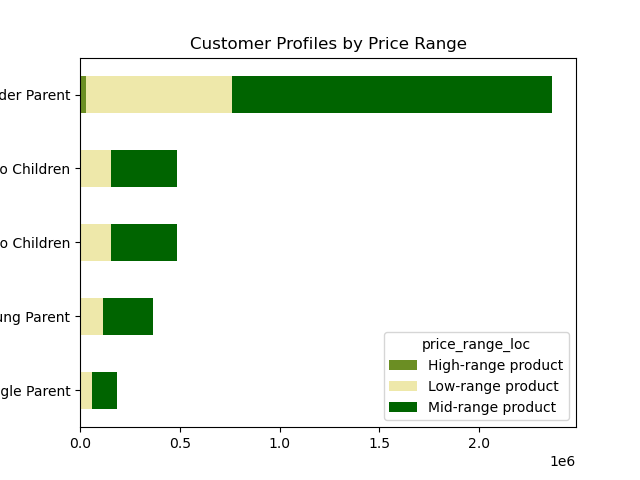 Customer Profiles by Price Range
der Parent
o Children
o Children
ung Parent
gle Parent
price_range_loc
High-range product
Low-range product
Mid-range product
0.0 0.5 1.0 1.5 2.0
1e6